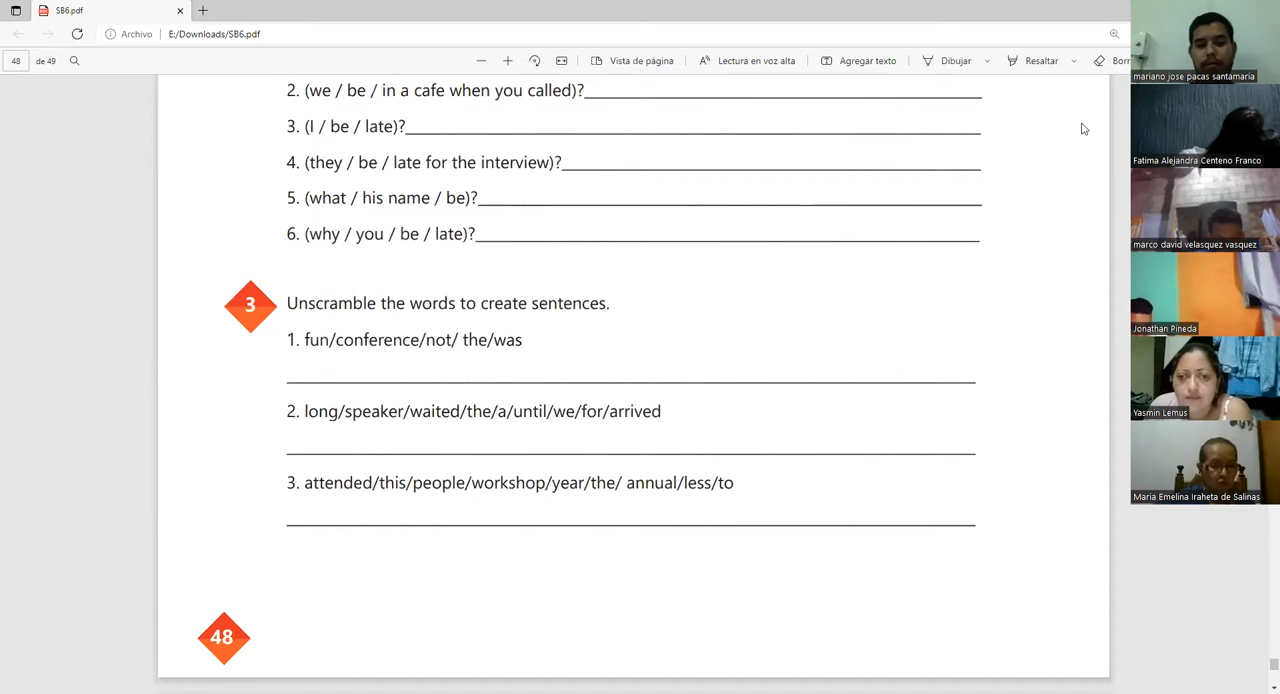 SB6.pdf
Archivo E:/Downloads/SB6.pdf
48 de 49 Vista de página Lectura en voz alta Agregar texto Dibujar Resaltar Borr
2. (we / be / in a cafe when you called)?
3. (I / be / late)?
4. (they / be / late for the interview)?
5. (what / his name / be)?
6. (why / you / be / late)?
3 Unscramble the words to create sentences.
1. fun/conference/not/ the/was
2. long/speaker/waited/the/a/until/we/for/arrived
3. attended/this/people/workshop/year/the/ annual/less/to
48
mariano jose pacas santamaria
Fatima Alejandra Centeno Franco
marco david velasquez vasquez
Jonathan Pineda
Yasmin Lemus
Maria Emelina Iraheta de Salinas